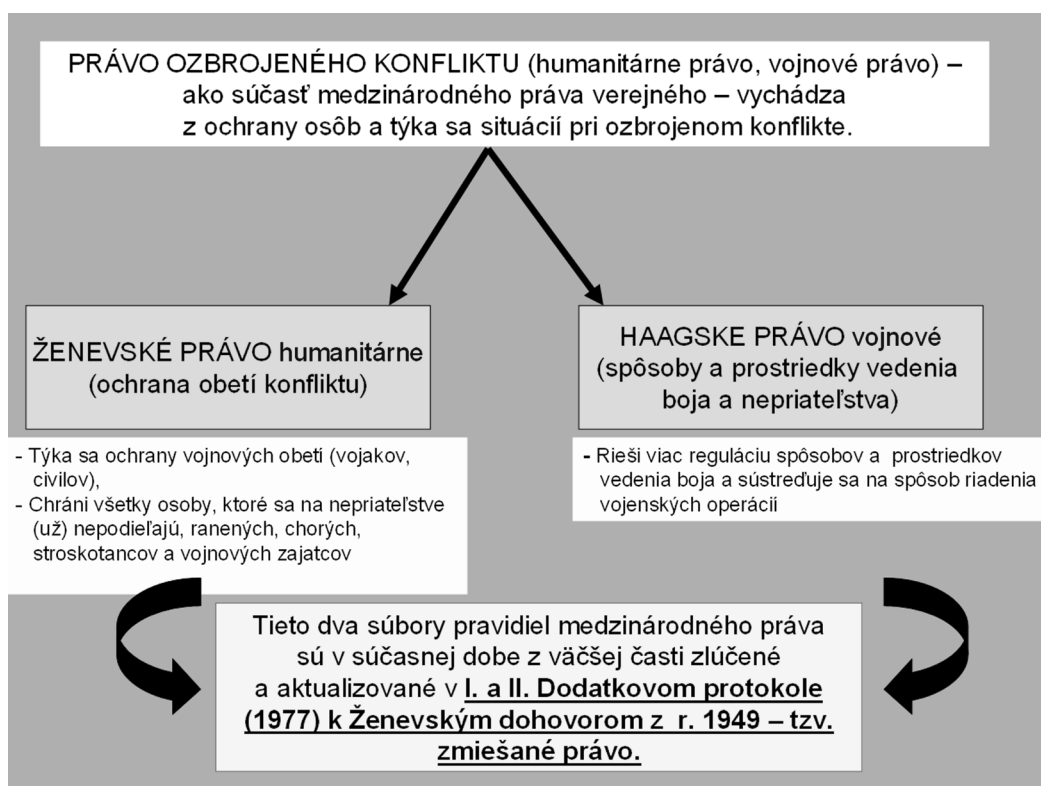 PRÁVO OZBROJENÉHO KONFLIKTU (humanitárne právo, vojnové právo) –
ako súčasť medzinárodného práva verejného – vychádza
z ochrany osôb a týka sa situácií pri ozbrojenom konflikte.
ŽENEVSKÉ PRÁVO humanitárne
(ochrana obetí konfliktu)
- Týka sa ochrany vojnových obetí (vojakov,
civilov),
- Chráni všetky osoby, ktoré sa na nepriateľstve
(už) nepodieľajú, ranených, chorých,
stroskotancov a vojnových zajatcov
HAAGSKE PRÁVO vojnové
(spôsoby a prostriedky vedenia
boja a nepriateľstva)
- Rieši viac reguláciu spôsobov a prostriedkov
vedenia boja a sústreďuje sa na spôsob riadenia
vojenských operácií
Tieto dva súbory pravidiel medzinárodného práva
sú v súčasnej dobe z väčšej časti zlúčené
a aktualizované v I. a II. Dodatkovom protokole
(1977) k Ženevským dohovorom z r. 1949 – tzv.
zmiešané právo.